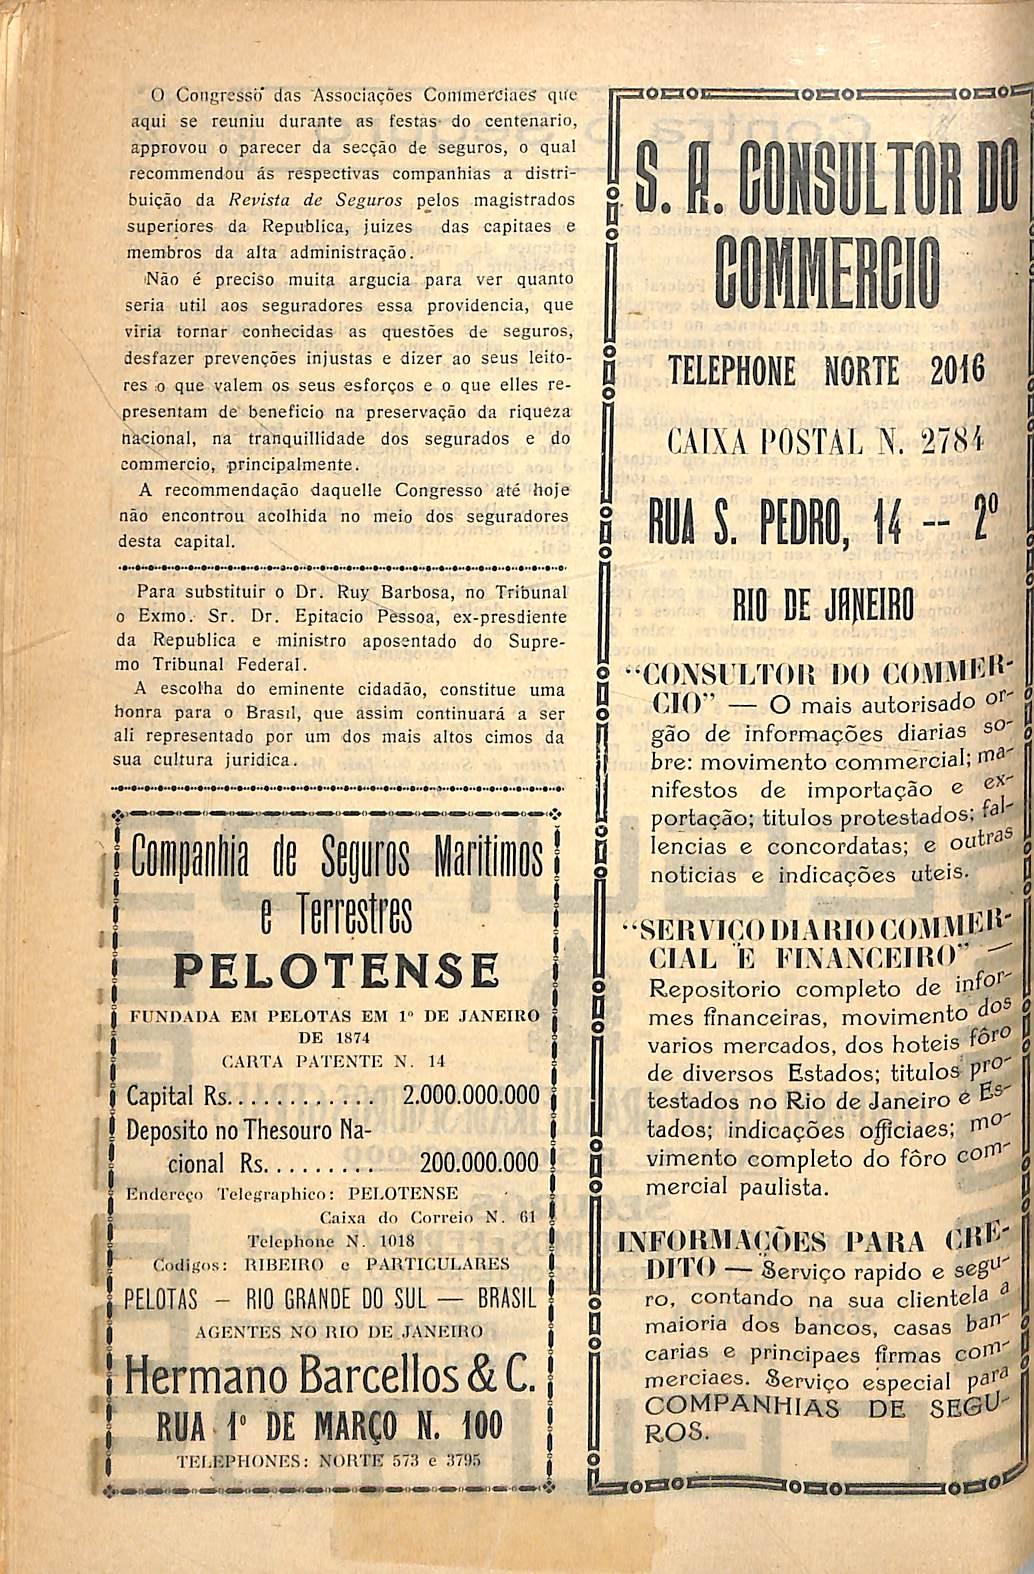 O Congresso das Associações Commerciaes que
aqui se reuniu durante as festas do centenario,
approvou o parecer da secção de seguros, o qual
recommendou ás respectivas companhias a distri-
buição da Revista de Seguros pelos magistrados
superiores da Republica, juizes das capitaes e
membros da alta administração.
Não é preciso muita argucia para ver quanto
seria util aos seguradores essa providencia, que
viria tornar conhecidas as questões de seguros,
desfazer prevenções injustas e dizer ao seus leito-
res o que valem os seus esforços e o que elles re-
presentam de beneficio na preservação da riqueza
nacional, na tranquillidade dos segurados e do
commercio, principalmente.
A recommendação daquelle Congresso até hoje
não encontrou acolhida no meio dos seguradores
desta capital.
Para substituir o Dr. Ruy Barbosa, no Tribunal
o Exmo. Sr. Dr. Epitacio Pessoa, ex-presdiente
da Republica e ministro aposentado do Supre-
mo Tribunal Federal.
A escolha do eminente cidadão, constitue uma
honra para o Brasil, que assim continuará a ser
ali representado por um dos mais altos cimos da
sua cultura juridica.
Companhia de Seguros Maritimos
e Terrestres
PELOTENSE
FUNDADA EM PELOTAS EM 1º DE JANEIRO
DE 1874
CARTA PATENTE N. 14
Capital Rs............. 2.000.000.000
Deposito no Thesouro Na-
cional Rs......... 200.000.000
Endereço Telegraphico: PELOTENSE
Caixa do Correio N. 61
Telephone N. 1018
Codigos: RIBEIRO e PARTICULARES
PELOTAS — RIO GRANDE DO SUL — BRASIL
AGENTES NO RIO DE JANEIRO
Hermano Barcellos & C.
RUA 1º DE MARÇO N. 100
TELEPHONES: NORTE 573 e 3795
S. A. CONSULTOR DO
COMMERCIO
TELEPHONE NORTE 2016
CAIXA POSTAL N. 2784
RUA S. PEDRO, 14 -- 2º
RIO DE JANEIRO
"CONSULTOR DO COMMER-
CIO" — O mais autorisado or-
gão de informações diarias so-
bre: movimento commercial; ma-
nifestos de importação e ex-
portação; titulos protestados; fal-
lencias e concordatas; e outras
noticias e indicações uteis.
"SERVIÇO DIARIO COMMER-
CIAL E FINANCEIRO" —
Repositorio completo de infor-
mes financeiras, movimento dos
varios mercados, dos hoteis fôro
de diversos Estados; titulos pro-
testados no Rio de Janeiro e Es-
tados; indicações officiaes; mo-
vimento completo do fôro com-
mercial paulista.
INFORMAÇÕES PARA CRE-
DITO — Serviço rapido e segu-
ro, contando na sua clientela a
maioria dos bancos, casas ban-
carias e principaes firmas com-
merciaes. Serviço especial para
COMPANHIAS DE SEGU-
ROS.